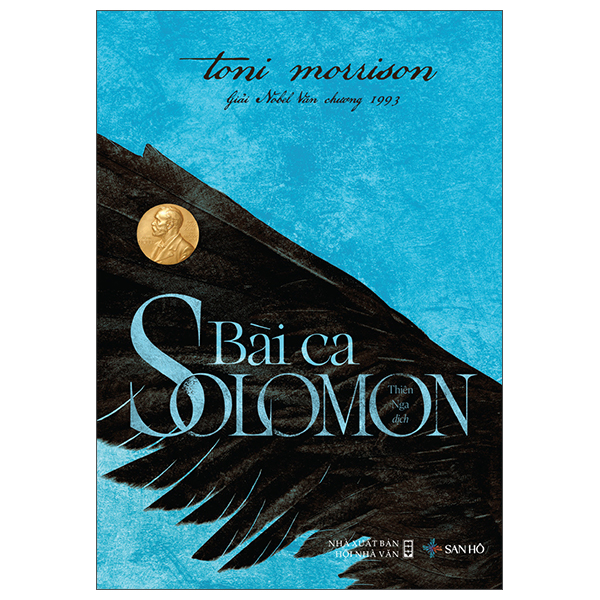 toni morrison
Giải Nobel Văn chương 1993
Bài ca
SOLOMON
Thiên
Nga
dịch
NHÀ XUẤT BẢN
HỘI NHÀ VĂN
SAN HÔ